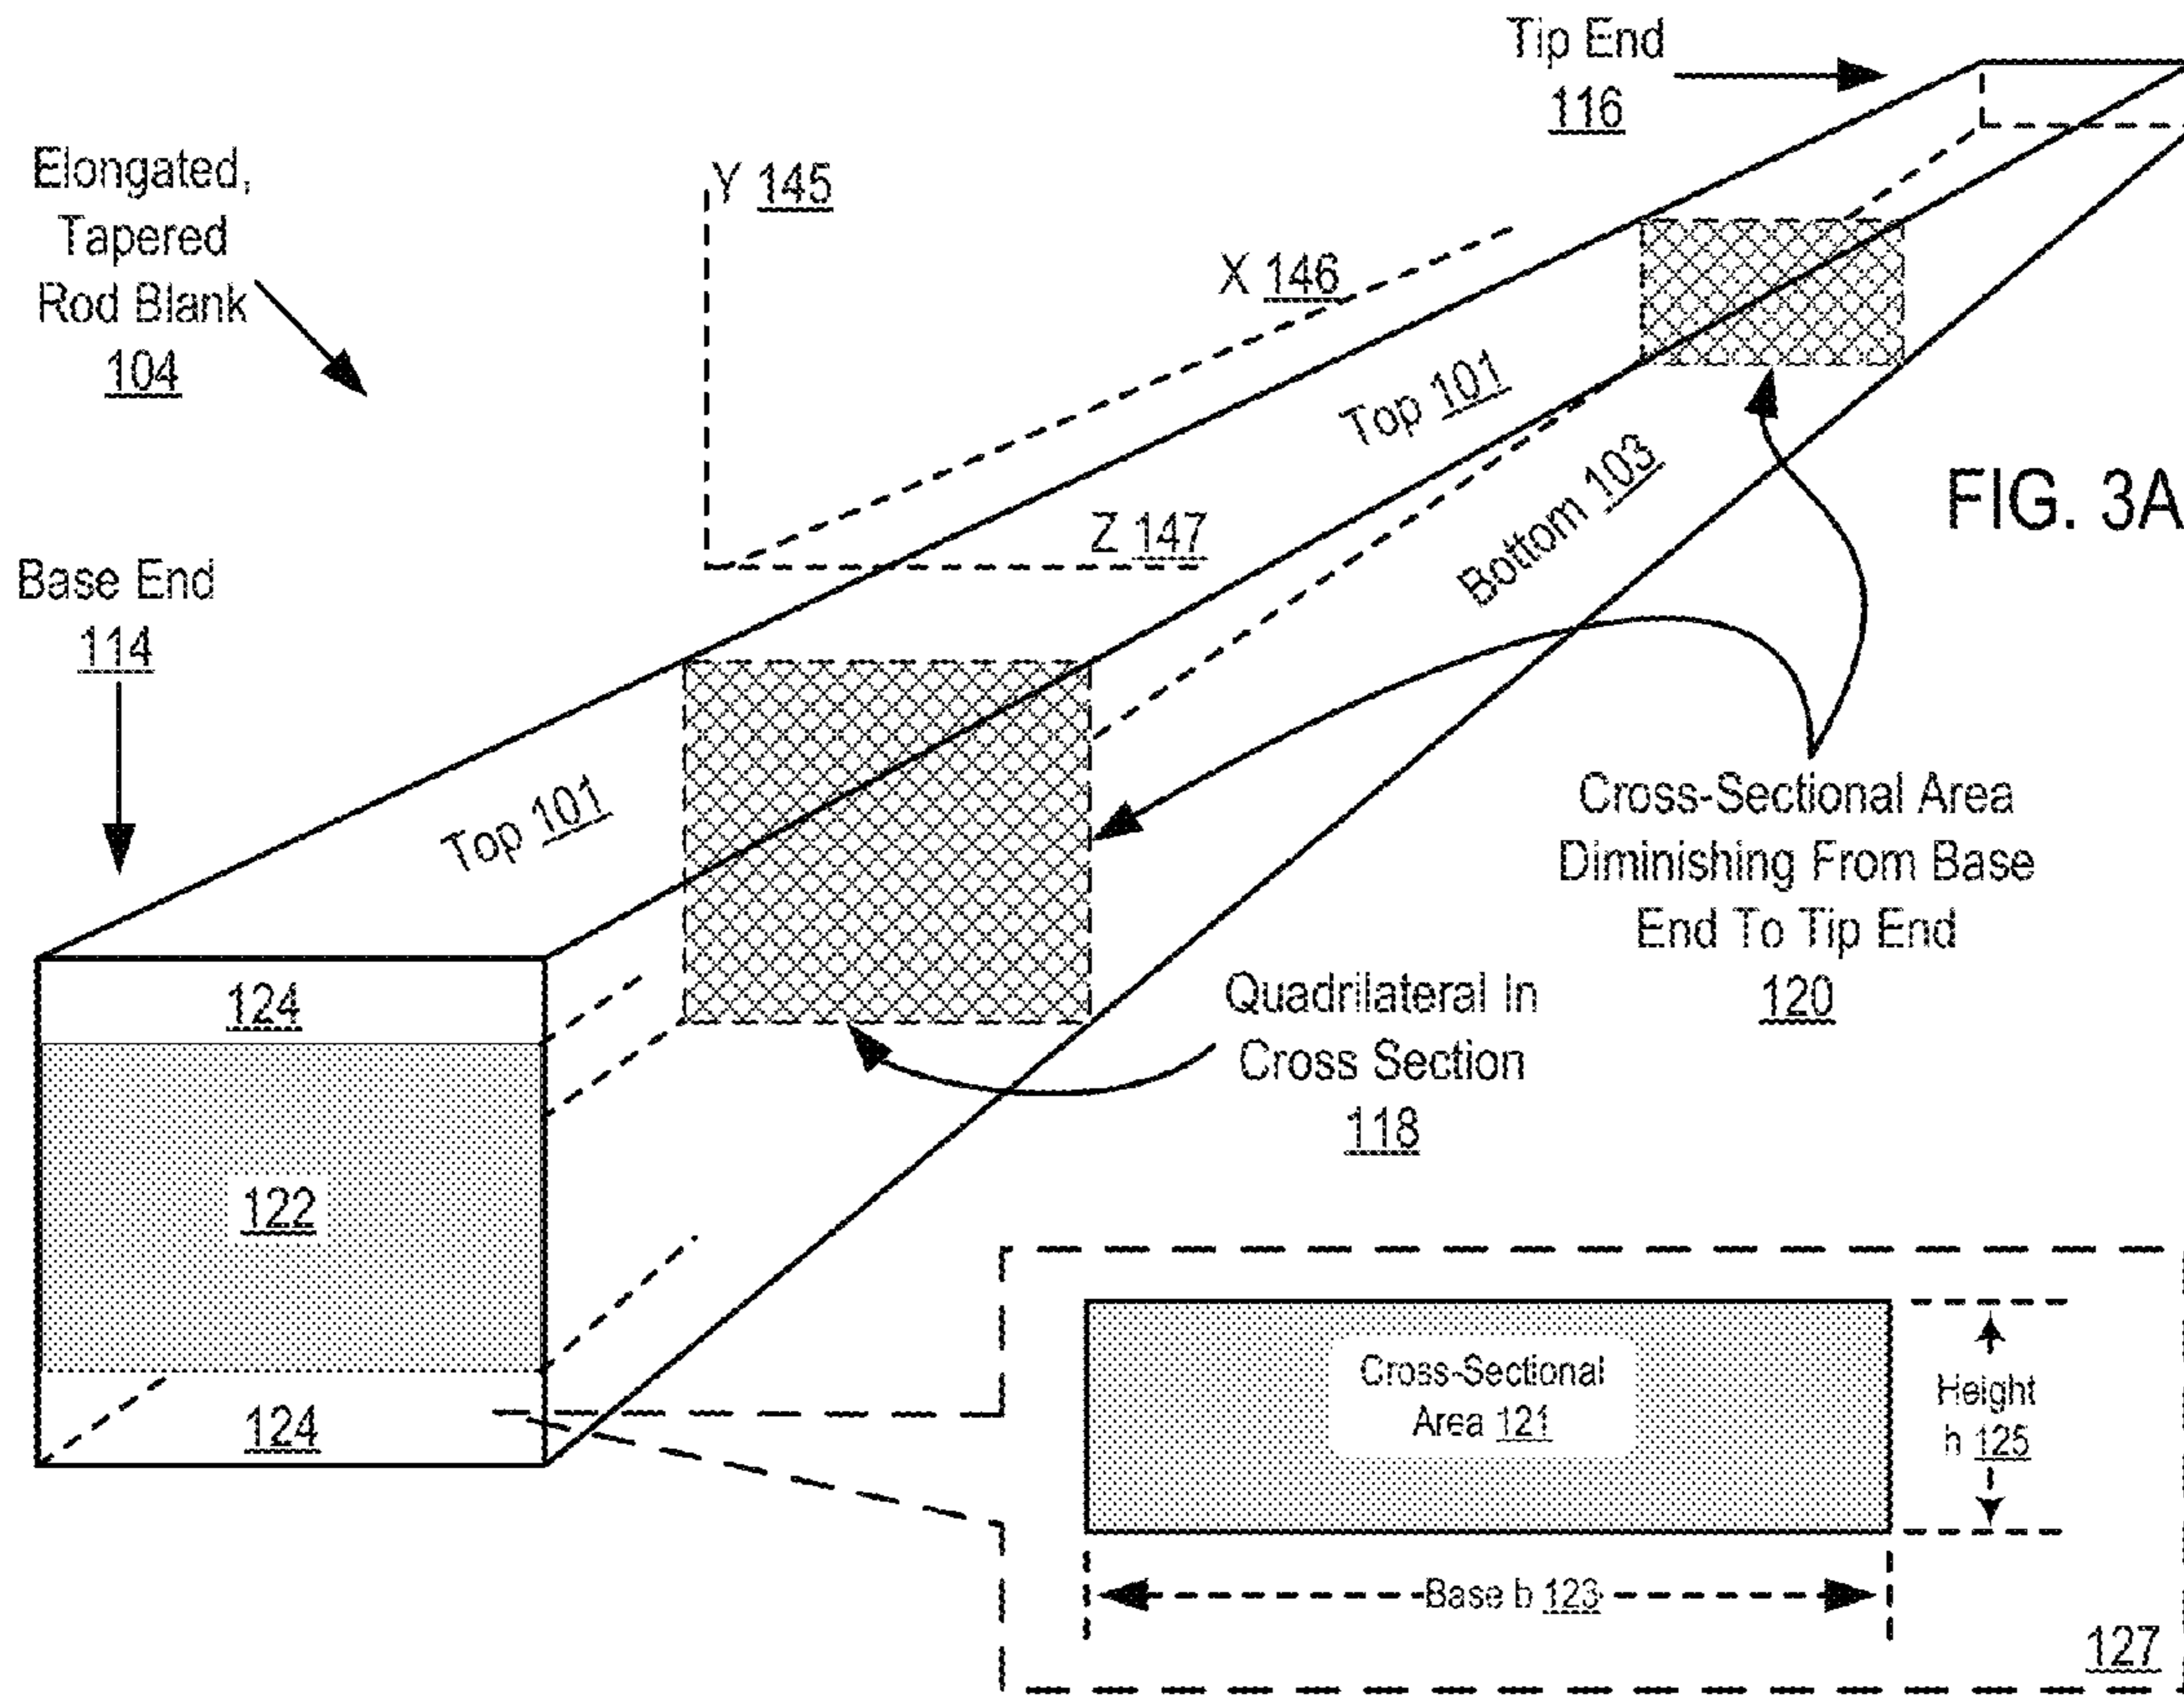 Tip End
116
Elongated,
Tapered
Rod Blank
104
Y 145
X 146
Z 147
Top 101
Bottom 103
FIG. 3A
Base End
114
Top 101
Cross-Sectional Area
Diminishing From Base
End To Tip End
120
Quadrilateral In
Cross Section
118
124
122
124
Cross-Sectional
Area 121
Height
h 125
Base b 123
127